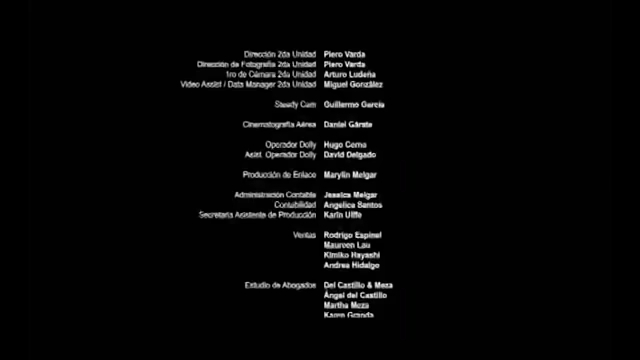 Dirección 2da Unidad Piero Varda
Dirección de Fotografía 2da Unidad Piero Varda
1ro de Cámara 2da Unidad Arturo Ludeña
Video Assist / Data Manager 2da Unidad Miguel González
Steady Cam Guillermo García
Cinematografía Aérea Daniel Gárate
Operador Dolly Hugo
Asist. Operador Dolly David Delgado
Producción de Enlace Marylin Melgar
Administración Contable Jessica Melgar
Contabilidad Angelica Santos
Secretaria Asistente de Producción Karin
Ventas Rodrigo Espinel
Maureen Lau
Kimiko Hayashi
Andrea Hidalgo
Estudio de Abogados Del Castillo & Meza
Ángel del Castillo
Martha Meza
Karen Granda